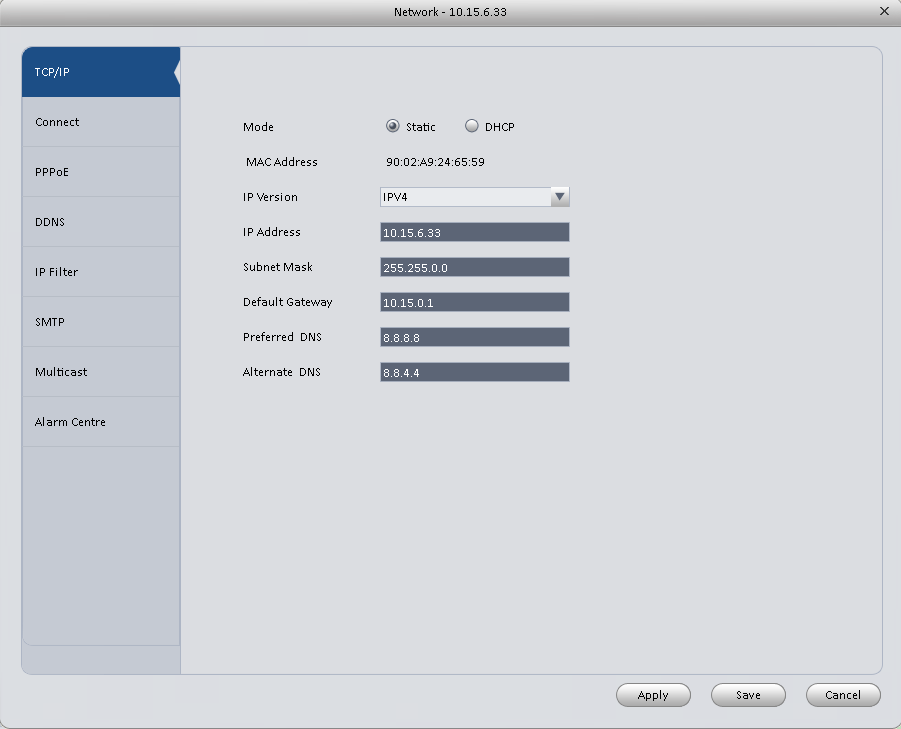 Network - 10.15.6.33
TCP/IP
Connect
PPPoE
DDNS
IP Filter
SMTP
Multicast
Alarm Centre
Mode Static DHCP
MAC Address 90:02:A9:24:65:59
IP Version IPV4
IP Address 10.15.6.33
Subnet Mask 255.255.0.0
Default Gateway 10.15.0.1
Preferred DNS 8.8.8.8
Alternate DNS 8.8.4.4
Apply Save Cancel